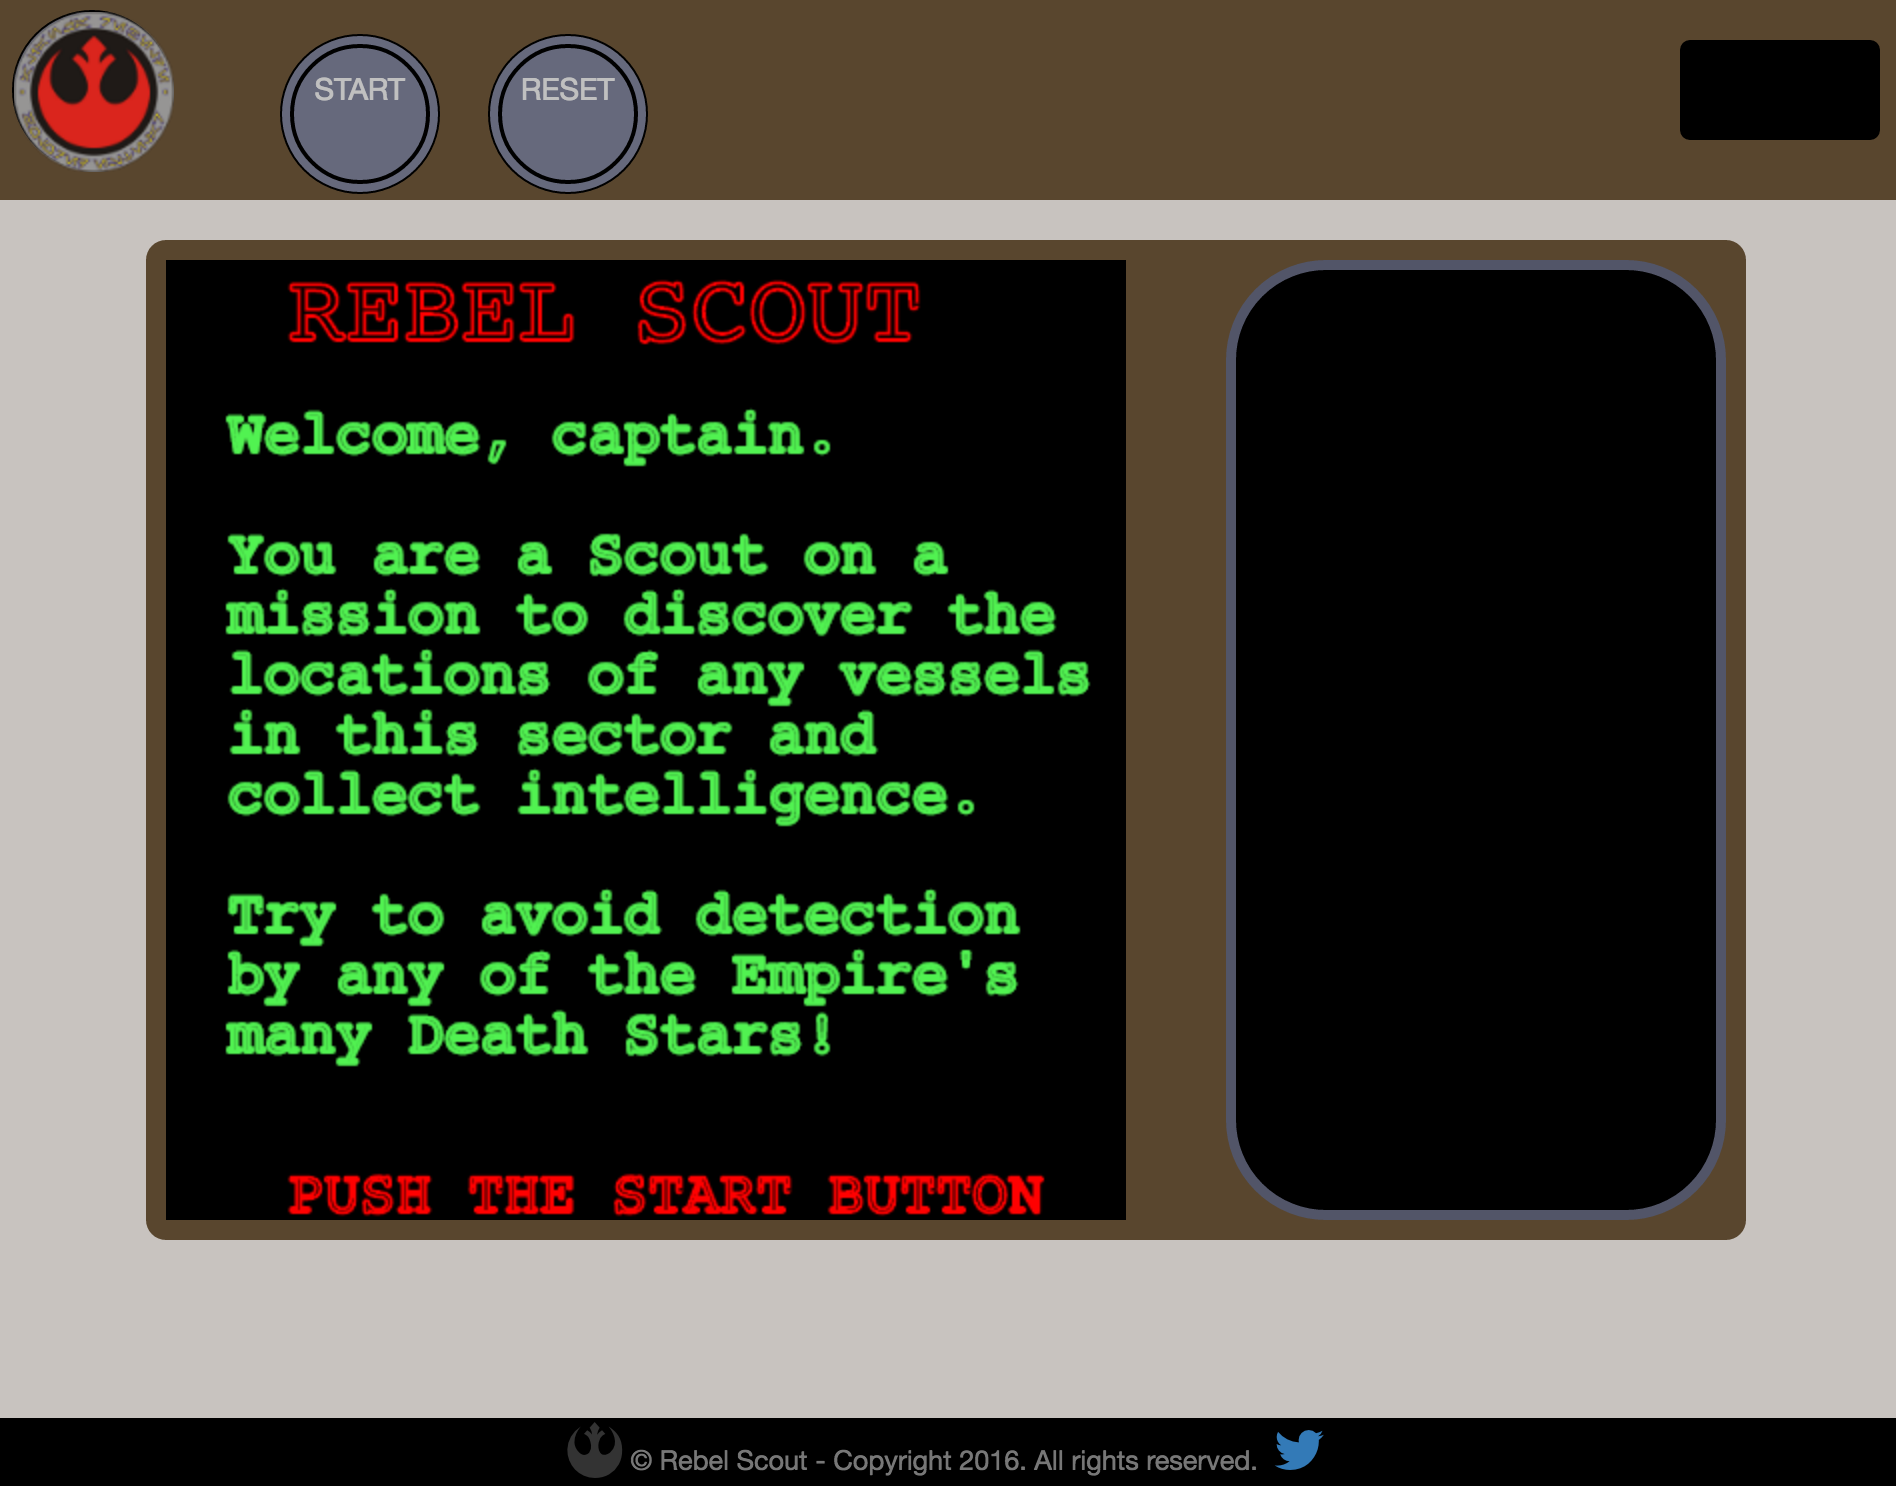 START
RESET
REBEL SCOUT
Welcome, captain.
You are a Scout on a
mission to discover the
locations of any vessels
in this sector and
collect intelligence.
Try to avoid detection
by any of the Empire's
many Death Stars!
PUSH THE START BUTTON
© Rebel Scout - Copyright 2016. All rights reserved.